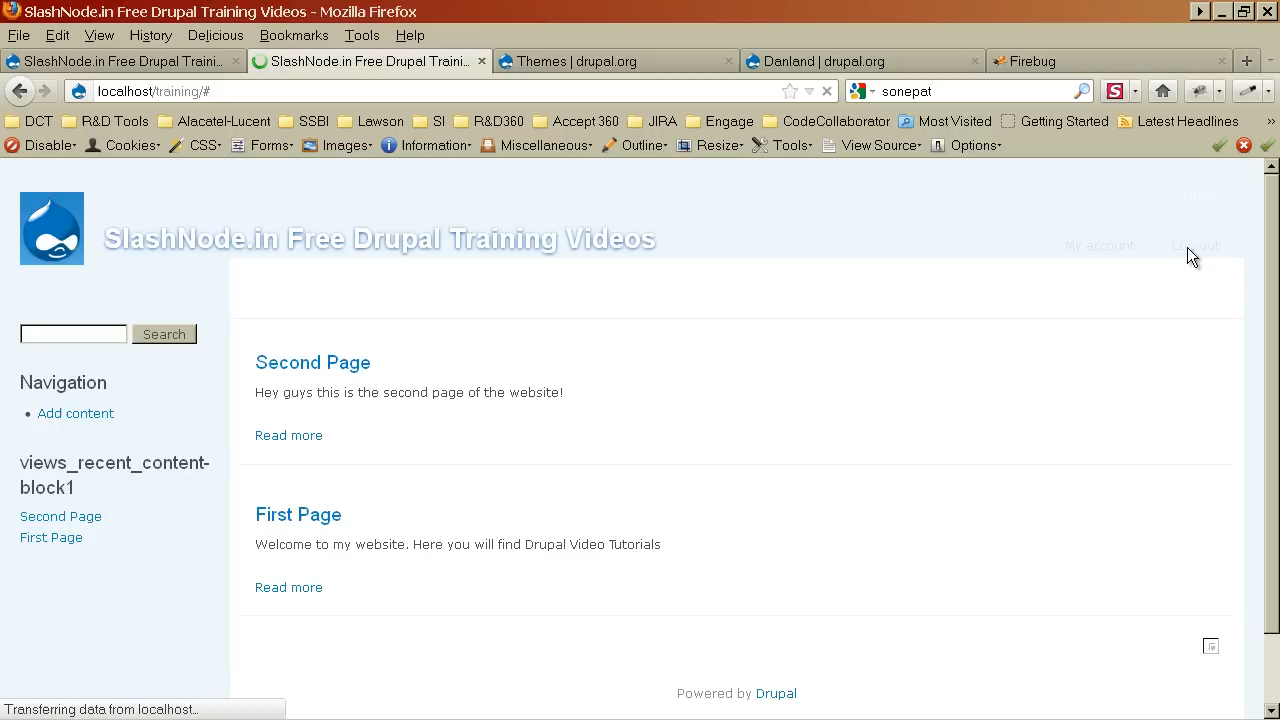 SlashNode.in Free Drupal Training Videos - Mozilla Firefox
File Edit View History Delicious Bookmarks Tools Help
SlashNode.in Free Drupal Traini... SlashNode.in Free Drupal Traini... Themes | drupal.org Danland | drupal.org Firebug
localhost/training/# sonepat
DCT R&D Tools Alacatel-Lucent SSBI Lawson SI R&D360 Accept 360 JIRA Engage CodeCollaborator Most Visited Getting Started Latest Headlines
Disable Cookies CSS Forms Images Information Miscellaneous Outline Resize Tools View Source Options
SlashNode.in Free Drupal Training Videos
My account Log out
Search
Navigation
Add content
views_recent_content-
block1
Second Page
First Page
Second Page
Hey guys this is the second page of the website!
Read more
First Page
Welcome to my website. Here you will find Drupal Video Tutorials
Read more
Powered by Drupal
Transferring data from localhost...